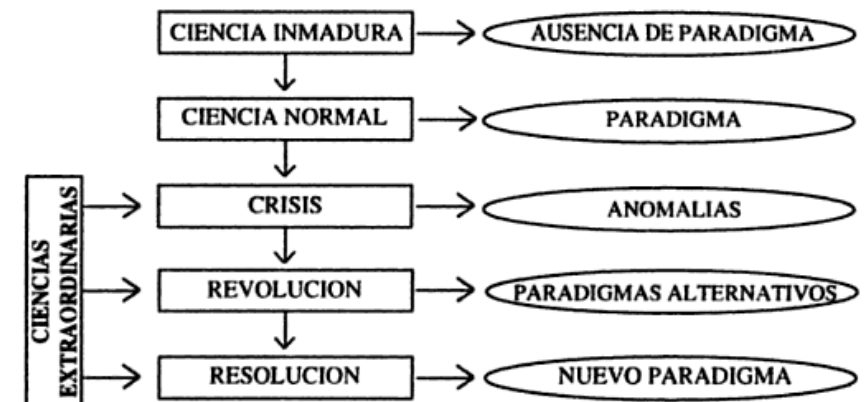 CIENCIA INMADURA
AUSENCIA DE PARADIGMA
CIENCIA NORMAL
PARADIGMA
CIENCIAS
EXTRAORDINARIAS
CRISIS
ANOMALIAS
REVOLUCION
PARADIGMAS ALTERNATIVOS
RESOLUCION
NUEVO PARADIGMA